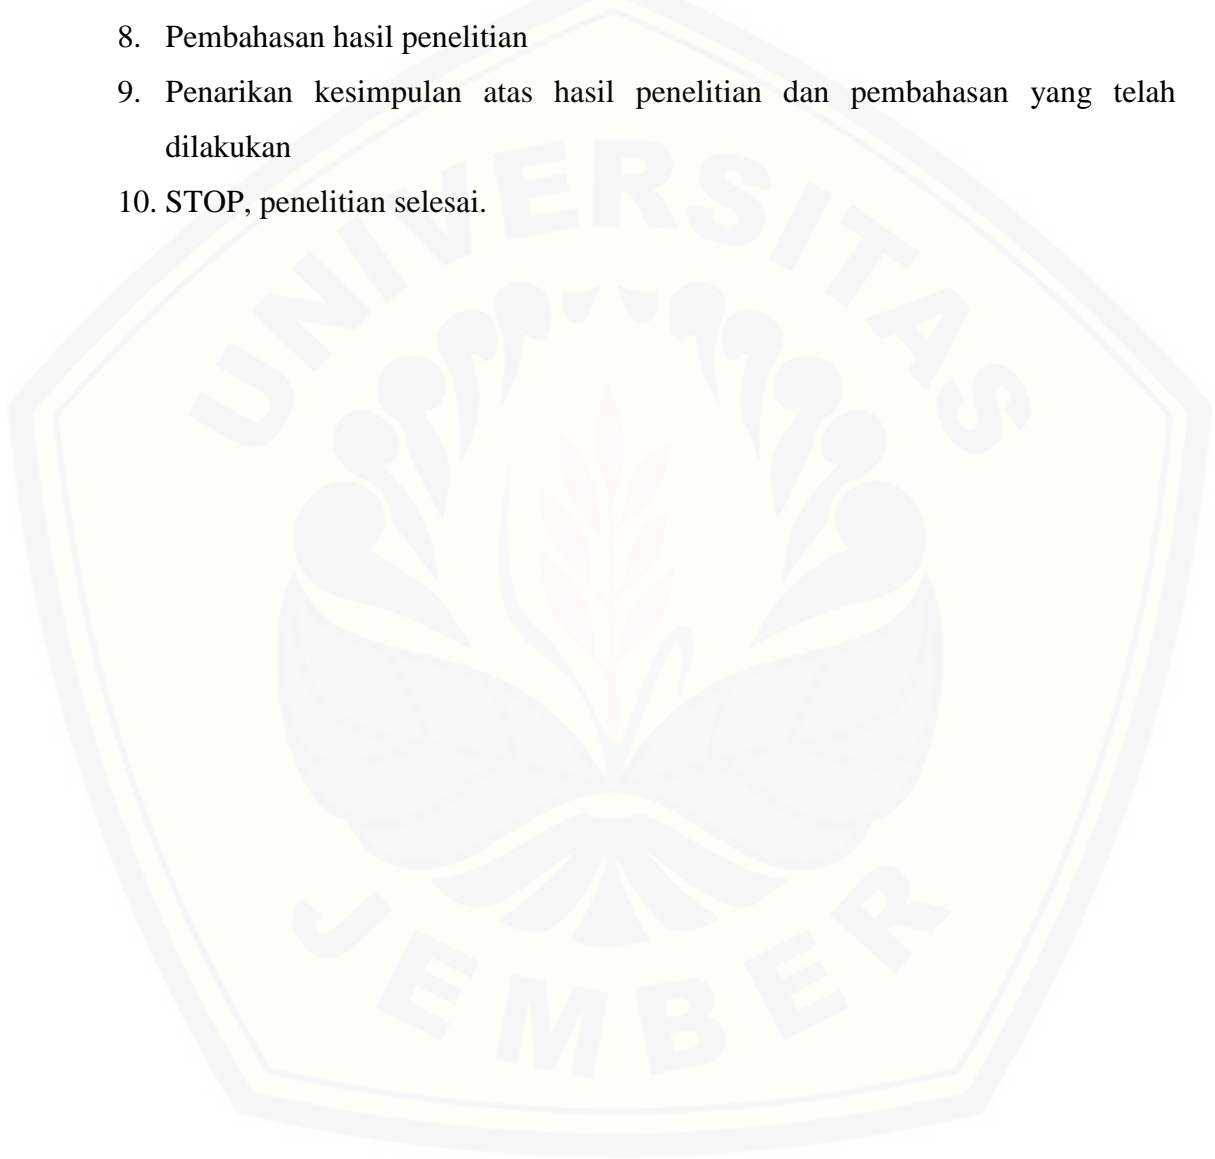 8. Pembahasan hasil penelitian
9. Penarikan kesimpulan atas hasil penelitian dan pembahasan yang telah
dilakukan
10. STOP, penelitian selesai.
UNIVERSITAS
JEMBER